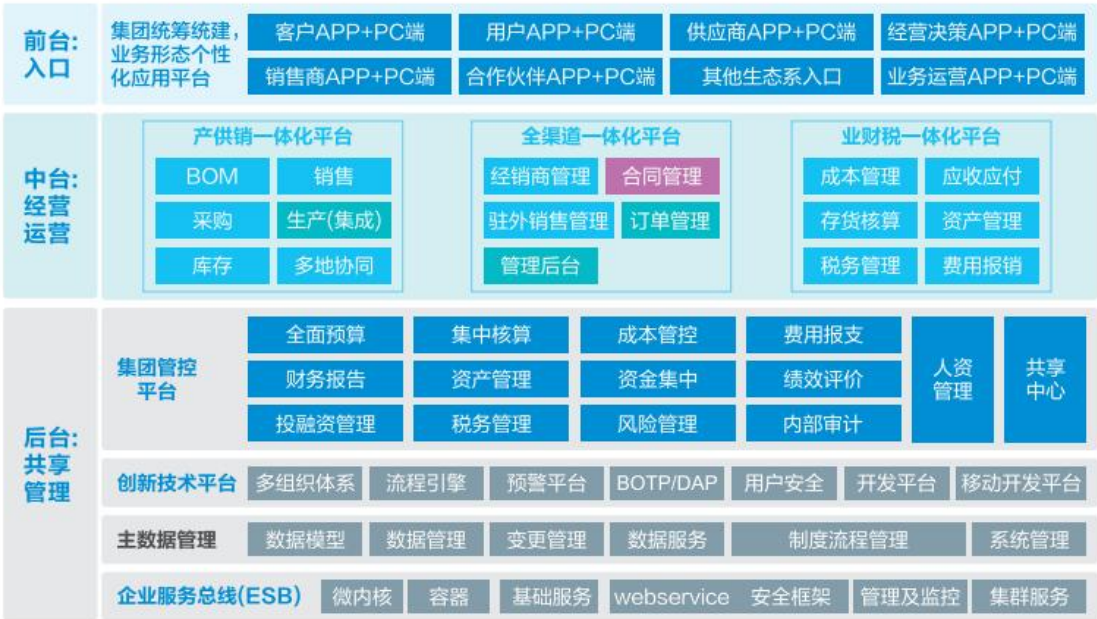 前台:
入口
集团统筹统建,
业务形态个性
化应用平台
客户APP+PC端 用户APP+PC端 供应商APP+PC端 经营决策APP+PC端
销售商APP+PC端 合作伙伴APP+PC端 其他生态系入口 业务运营APP+PC端
中台:
经营
运营
产供销一体化平台
BOM 销售
采购 生产(集成)
库存 多地协同
全渠道一体化平台
经销商管理 合同管理
驻外销售管理 订单管理
管理后台
业财税一体化平台
成本管理 应收应付
存货核算 资产管理
税务管理 费用报销
后台:
共享
管理
集团管控
平台
全面预算 集中核算 成本管控 费用报支
财务报告 资产管理 资金集中 绩效评价
投融资管理 税务管理 风险管理 内部审计
人资
管理
共享
中心
创新技术平台 多组织体系 流程引擎 预警平台 BOTP/DAP 用户安全 开发平台 移动开发平台
主数据管理 数据模型 数据管理 变更管理 数据服务 制度流程管理 系统管理
企业服务总线(ESB) 微内核 容器 基础服务 webservice 安全框架 管理及监控 集群服务